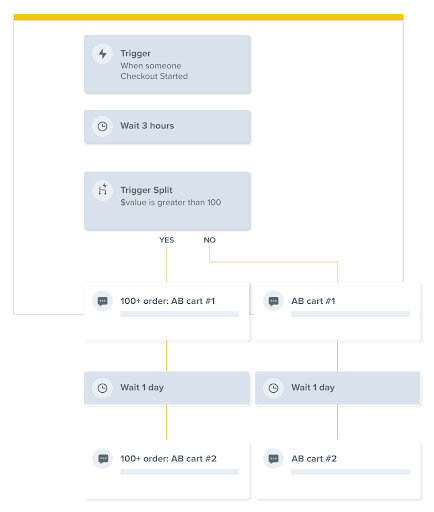 Trigger
When someone
Checkout Started
Wait 3 hours
Trigger Split
$value is greater than 100
YES
NO
100+ order: AB cart #1
AB cart #1
Wait 1 day
Wait 1 day
100+ order: AB cart #2
AB cart #2